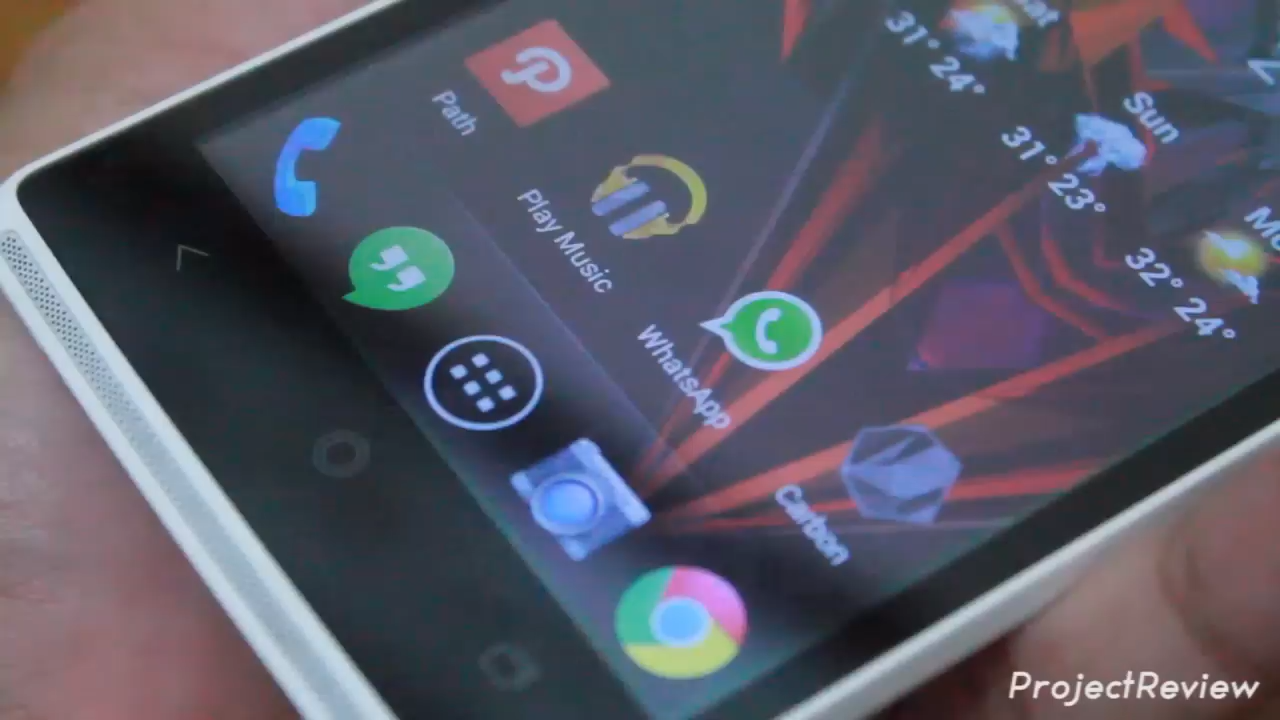 Path
Play Music
WhatsApp
Carbon
31° 24°
Sun
31° 23°
32° 24°
ProjectReview